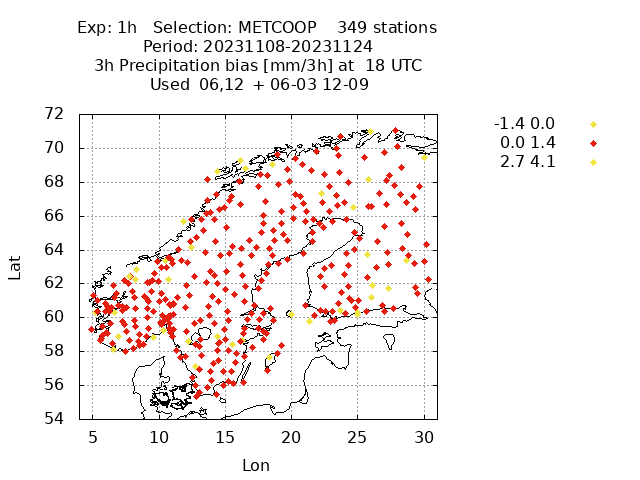 Exp: 1h   Selection: METCOOP    349 stations
Period: 20231108-20231124
3h Precipitation bias [mm/3h] at  18 UTC
Used  06,12  + 06-03 12-09
-1.4 0.0
0.0 1.4
2.7 4.1
72
70
68
66
64
62
60
58
56
54
Lat
5 10 15 20 25 30
Lon